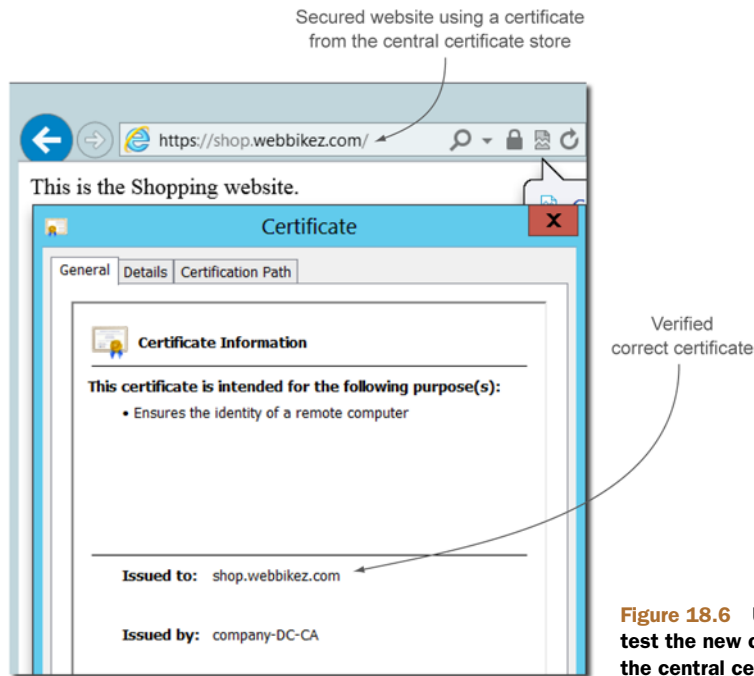 Secured website using a certificate
from the central certificate store
https://shop.webbikez.com/
This is the Shopping website.
Certificate
X
General Details Certification Path
Certificate Information
This certificate is intended for the following purpose(s):
• Ensures the identity of a remote computer
Verified
correct certificate
Issued to: shop.webbikez.com
Issued by: company-DC-CA
Figure 18.6
test the new
the central